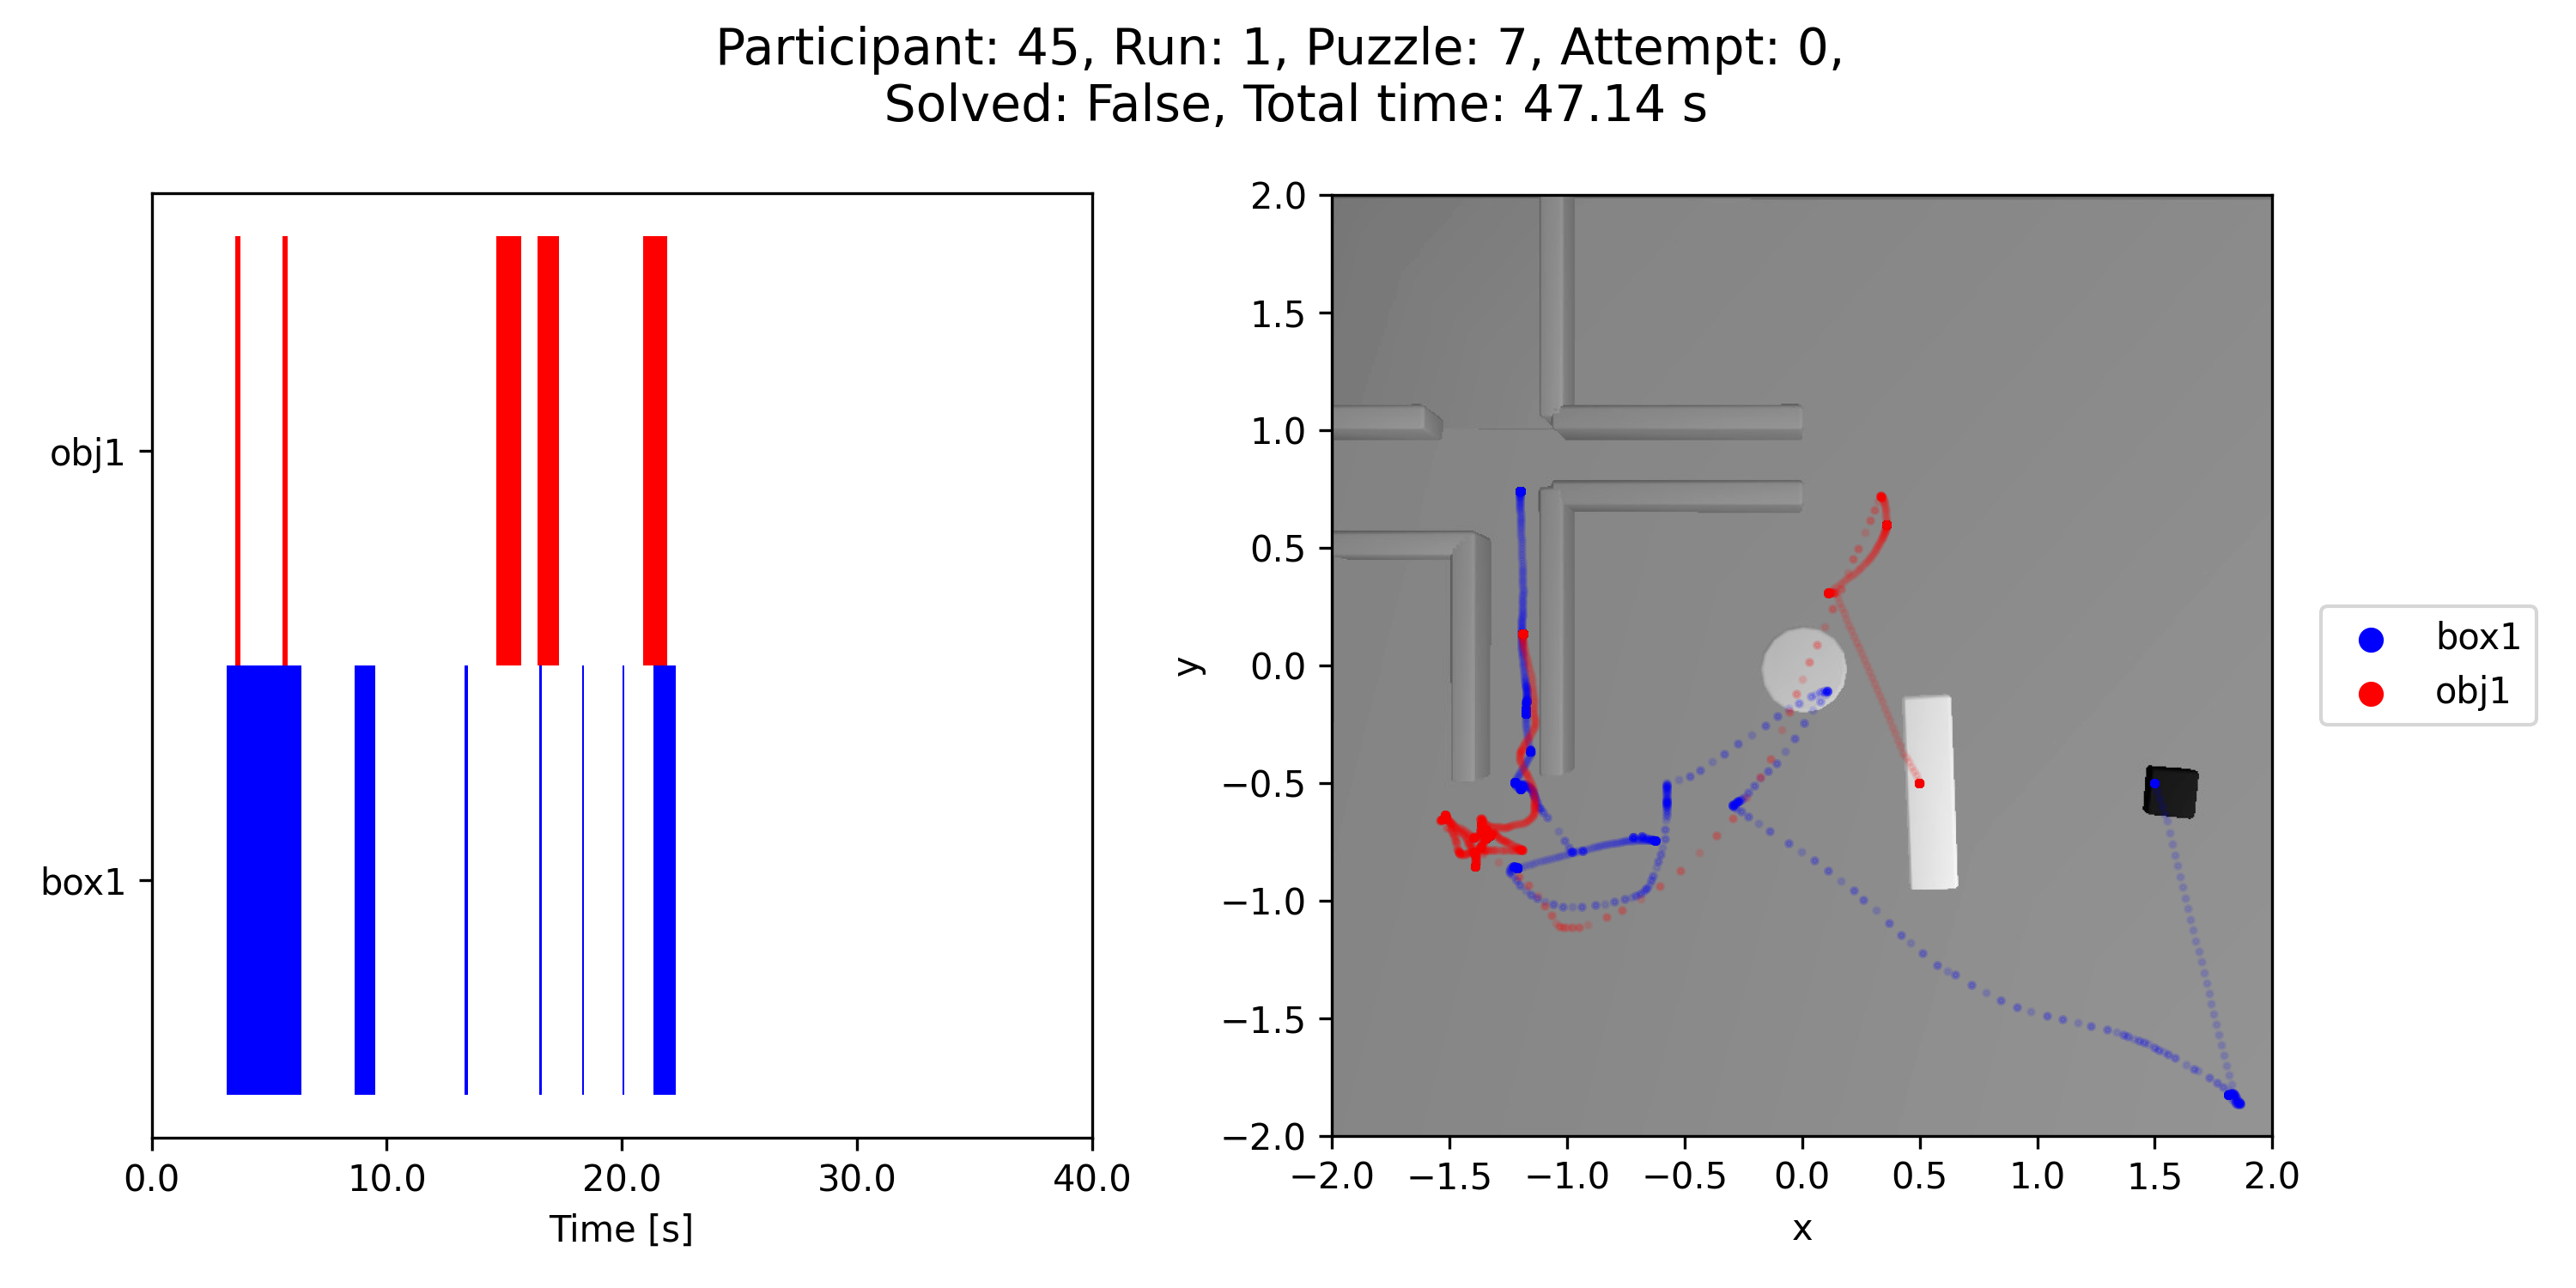 Participant: 45, Run: 1, Puzzle: 7, Attempt: 0,
Solved: False, Total time: 47.14 s
obj1
box1
0.0 10.0 20.0 30.0 40.0
Time [s]
2.0
1.5
1.0
0.5
0.0
−0.5
−1.0
−1.5
−2.0
y
−2.0 −1.5 −1.0 −0.5 0.0 0.5 1.0 1.5 2.0
x
box1
obj1